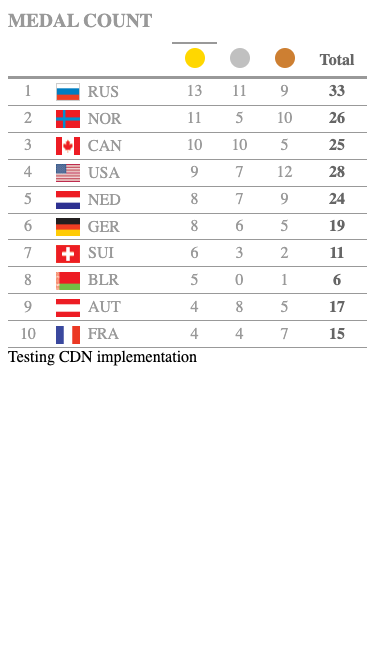 MEDAL COUNT
Total
1 RUS 13 11 9 33
2 NOR 11 5 10 26
3 CAN 10 10 5 25
4 USA 9 7 12 28
5 NED 8 7 9 24
6 GER 8 6 5 19
7 SUI 6 3 2 11
8 BLR 5 0 1 6
9 AUT 4 8 5 17
10 FRA 4 4 7 15
Testing CDN implementation